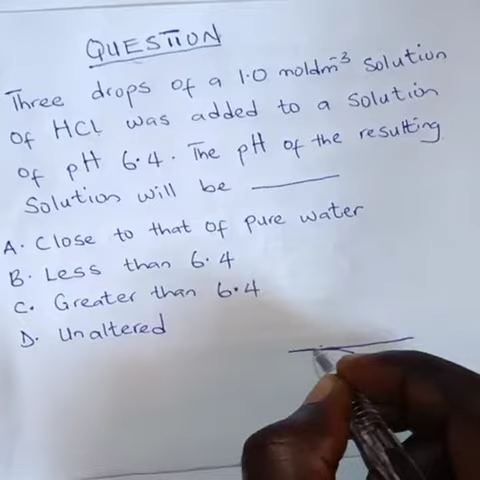 QUESTION
Three drops of a 1.0 moldm⁻³ solution
of HCl was added to a solution
of pH 6.4. The pH of the resulting
solution will be ______
A. Close to that of pure water
B. Less than 6.4
C. Greater than 6.4
D. Unaltered